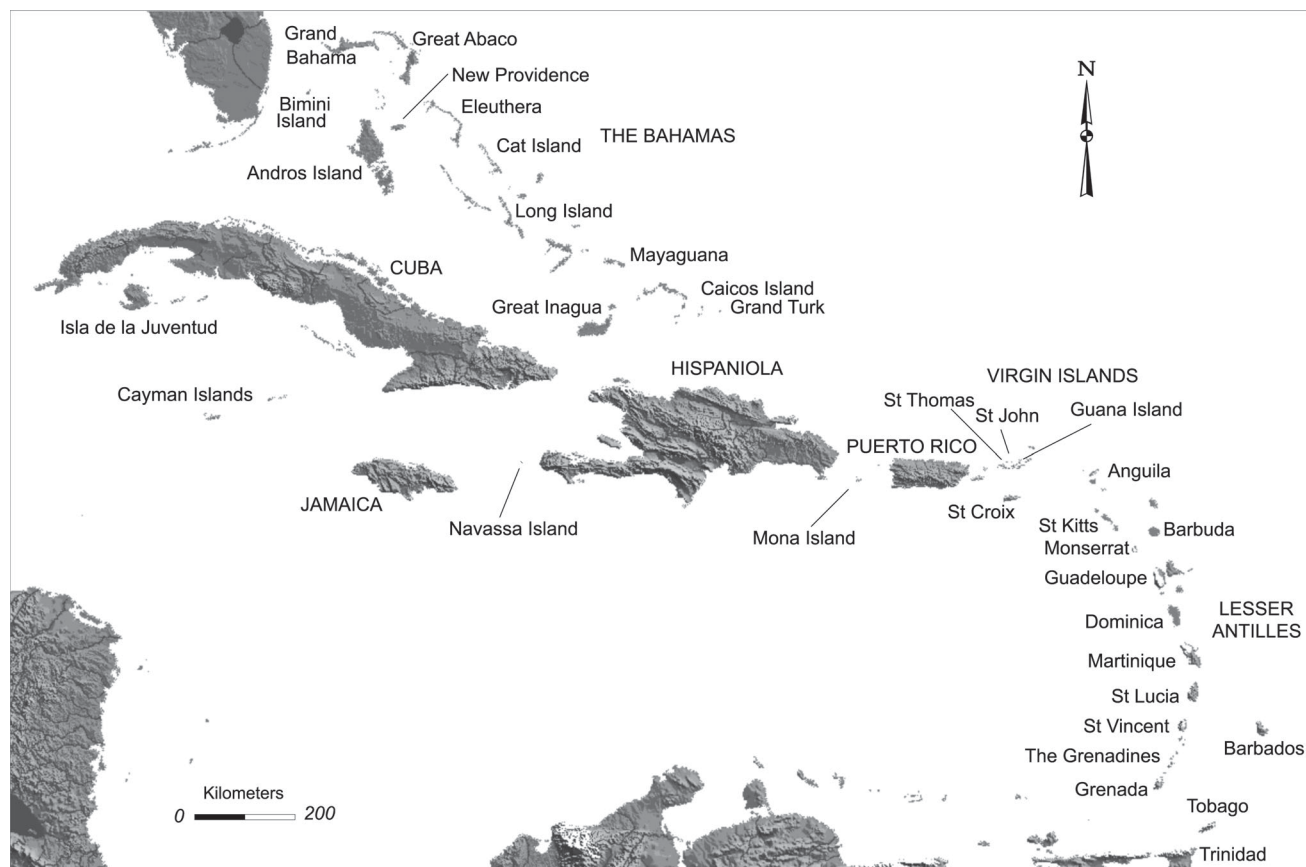 Grand
Bahama
Great Abaco
N
New Providence
Bimini
Island
Eleuthera
THE BAHAMAS
Cat Island
Andros Island
Long Island
Mayaguana
CUBA
Caicos Island
Great Inagua
Grand Turk
Isla de la Juventud
HISPANIOLA
VIRGIN ISLANDS
Cayman Islands
St Thomas
St John
Guana Island
PUERTO RICO
Anguila
JAMAICA
St Croix
Navassa Island
Mona Island
St Kitts
Barbuda
Monserrat
Guadeloupe
LESSER
ANTILLES
Dominica
Martinique
St Lucia
St Vincent
Barbados
The Grenadines
Grenada
Kilometers
0 200
Tobago
Trinidad